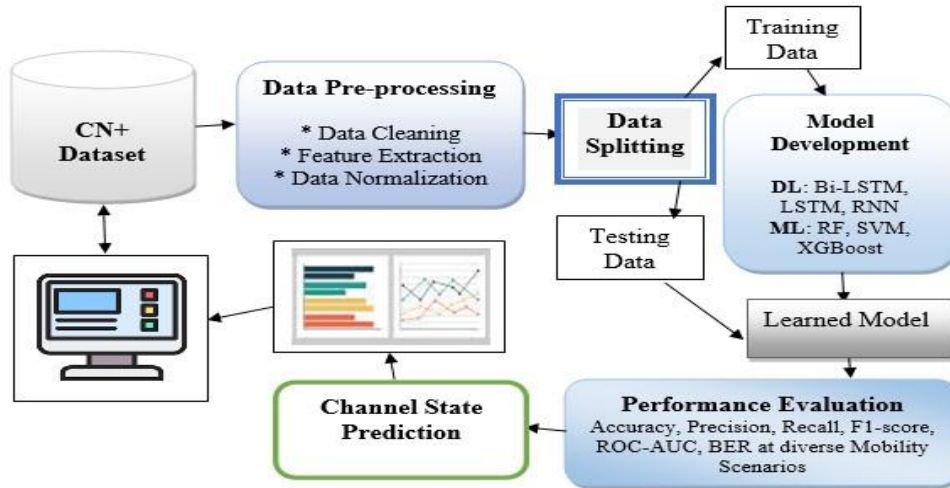 CN+
Dataset
Data Pre-processing
* Data Cleaning
* Feature Extraction
* Data Normalization
Data
Splitting
Training
Data
Testing
Data
Model
Development
DL: Bi-LSTM,
LSTM, RNN
ML: RF, SVM,
XGBoost
Learned Model
Performance Evaluation
Accuracy, Precision, Recall, F1-score,
ROC-AUC, BER at diverse Mobility
Scenarios
Channel State
Prediction